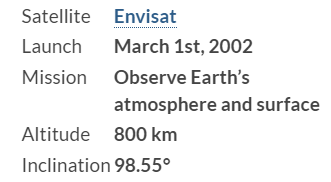 Satellite Envisat
Launch March 1st, 2002
Mission Observe Earth’s
atmosphere and surface
Altitude 800 km
Inclination 98.55°